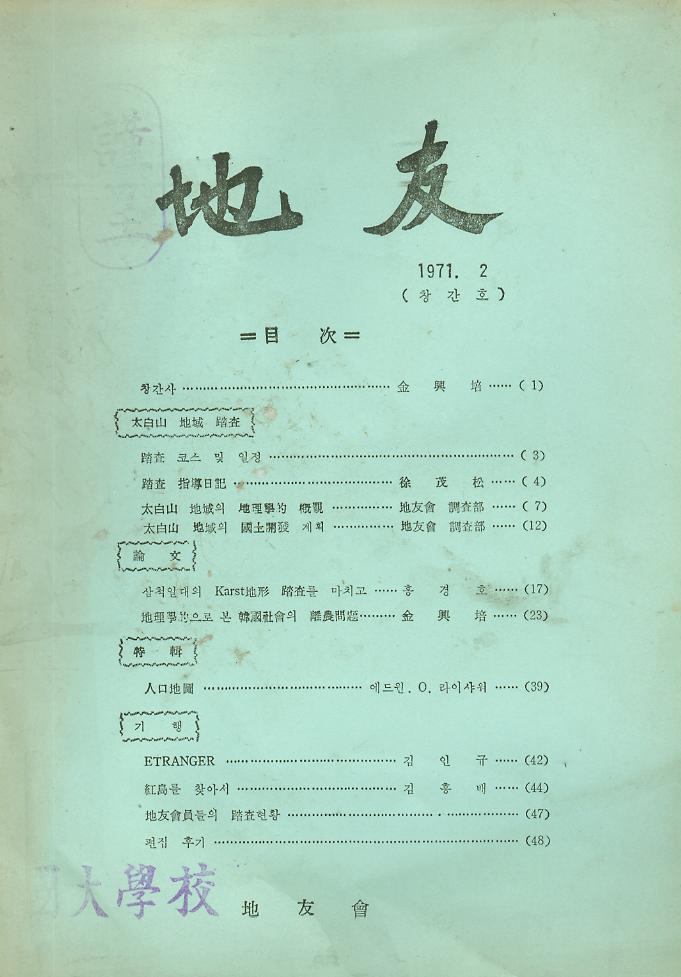 地友
1971. 2
(창간호)
=目 次=
창간사 …… 金興培 …… ( 1)
太白山 地域 踏査
踏査 코스 및 일정 …… ( 3)
踏査 指導日記 …… 徐茂松 …… ( 4)
太白山 地域의 地理學的 槪觀 …… 地友會 調査部 …… ( 7)
太白山 地域의 國土開發 계획 …… 地友會 調査部 …… (12)
論文
삼척일대의 Karst地形 踏査를 마치고 …… 홍경호 …… (17)
地理學的으로 본 韓國社會의 離農問題 …… 金興培 …… (23)
特輯
人口地圖 …… 에드윈. O. 라이샤워 …… (39)
기행
ETRANGER …… 김인규 …… (42)
紅島를 찾아서 …… 김흥배 …… (44)
地友會員들의 踏査현황 …… (47)
편집 후기 …… (48)
大學校
地友會